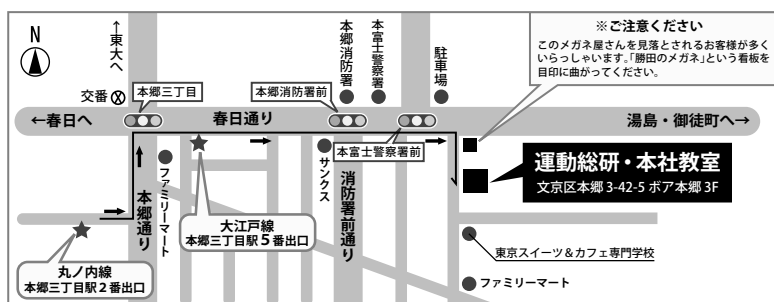 N
←東大へ
本郷消防署
本富士警察署
駐車場
※ご注意ください
このメガネ屋さんを見落とされるお客様が多く
いらっしゃいます。「勝田のメガネ」という看板を
目印に曲がってください。
交番
本郷三丁目
本郷消防署前
←春日へ
春日通り
湯島・御徒町へ→
本富士警察署前
本郷通り
ファミリーマート
サンクス
消防署前通り
運動総研・本社教室
文京区本郷 3-42-5 ボア本郷 3F
大江戸線
本郷三丁目駅5番出口
丸ノ内線
本郷三丁目駅2番出口
東京スイーツ&カフェ専門学校
ファミリーマート